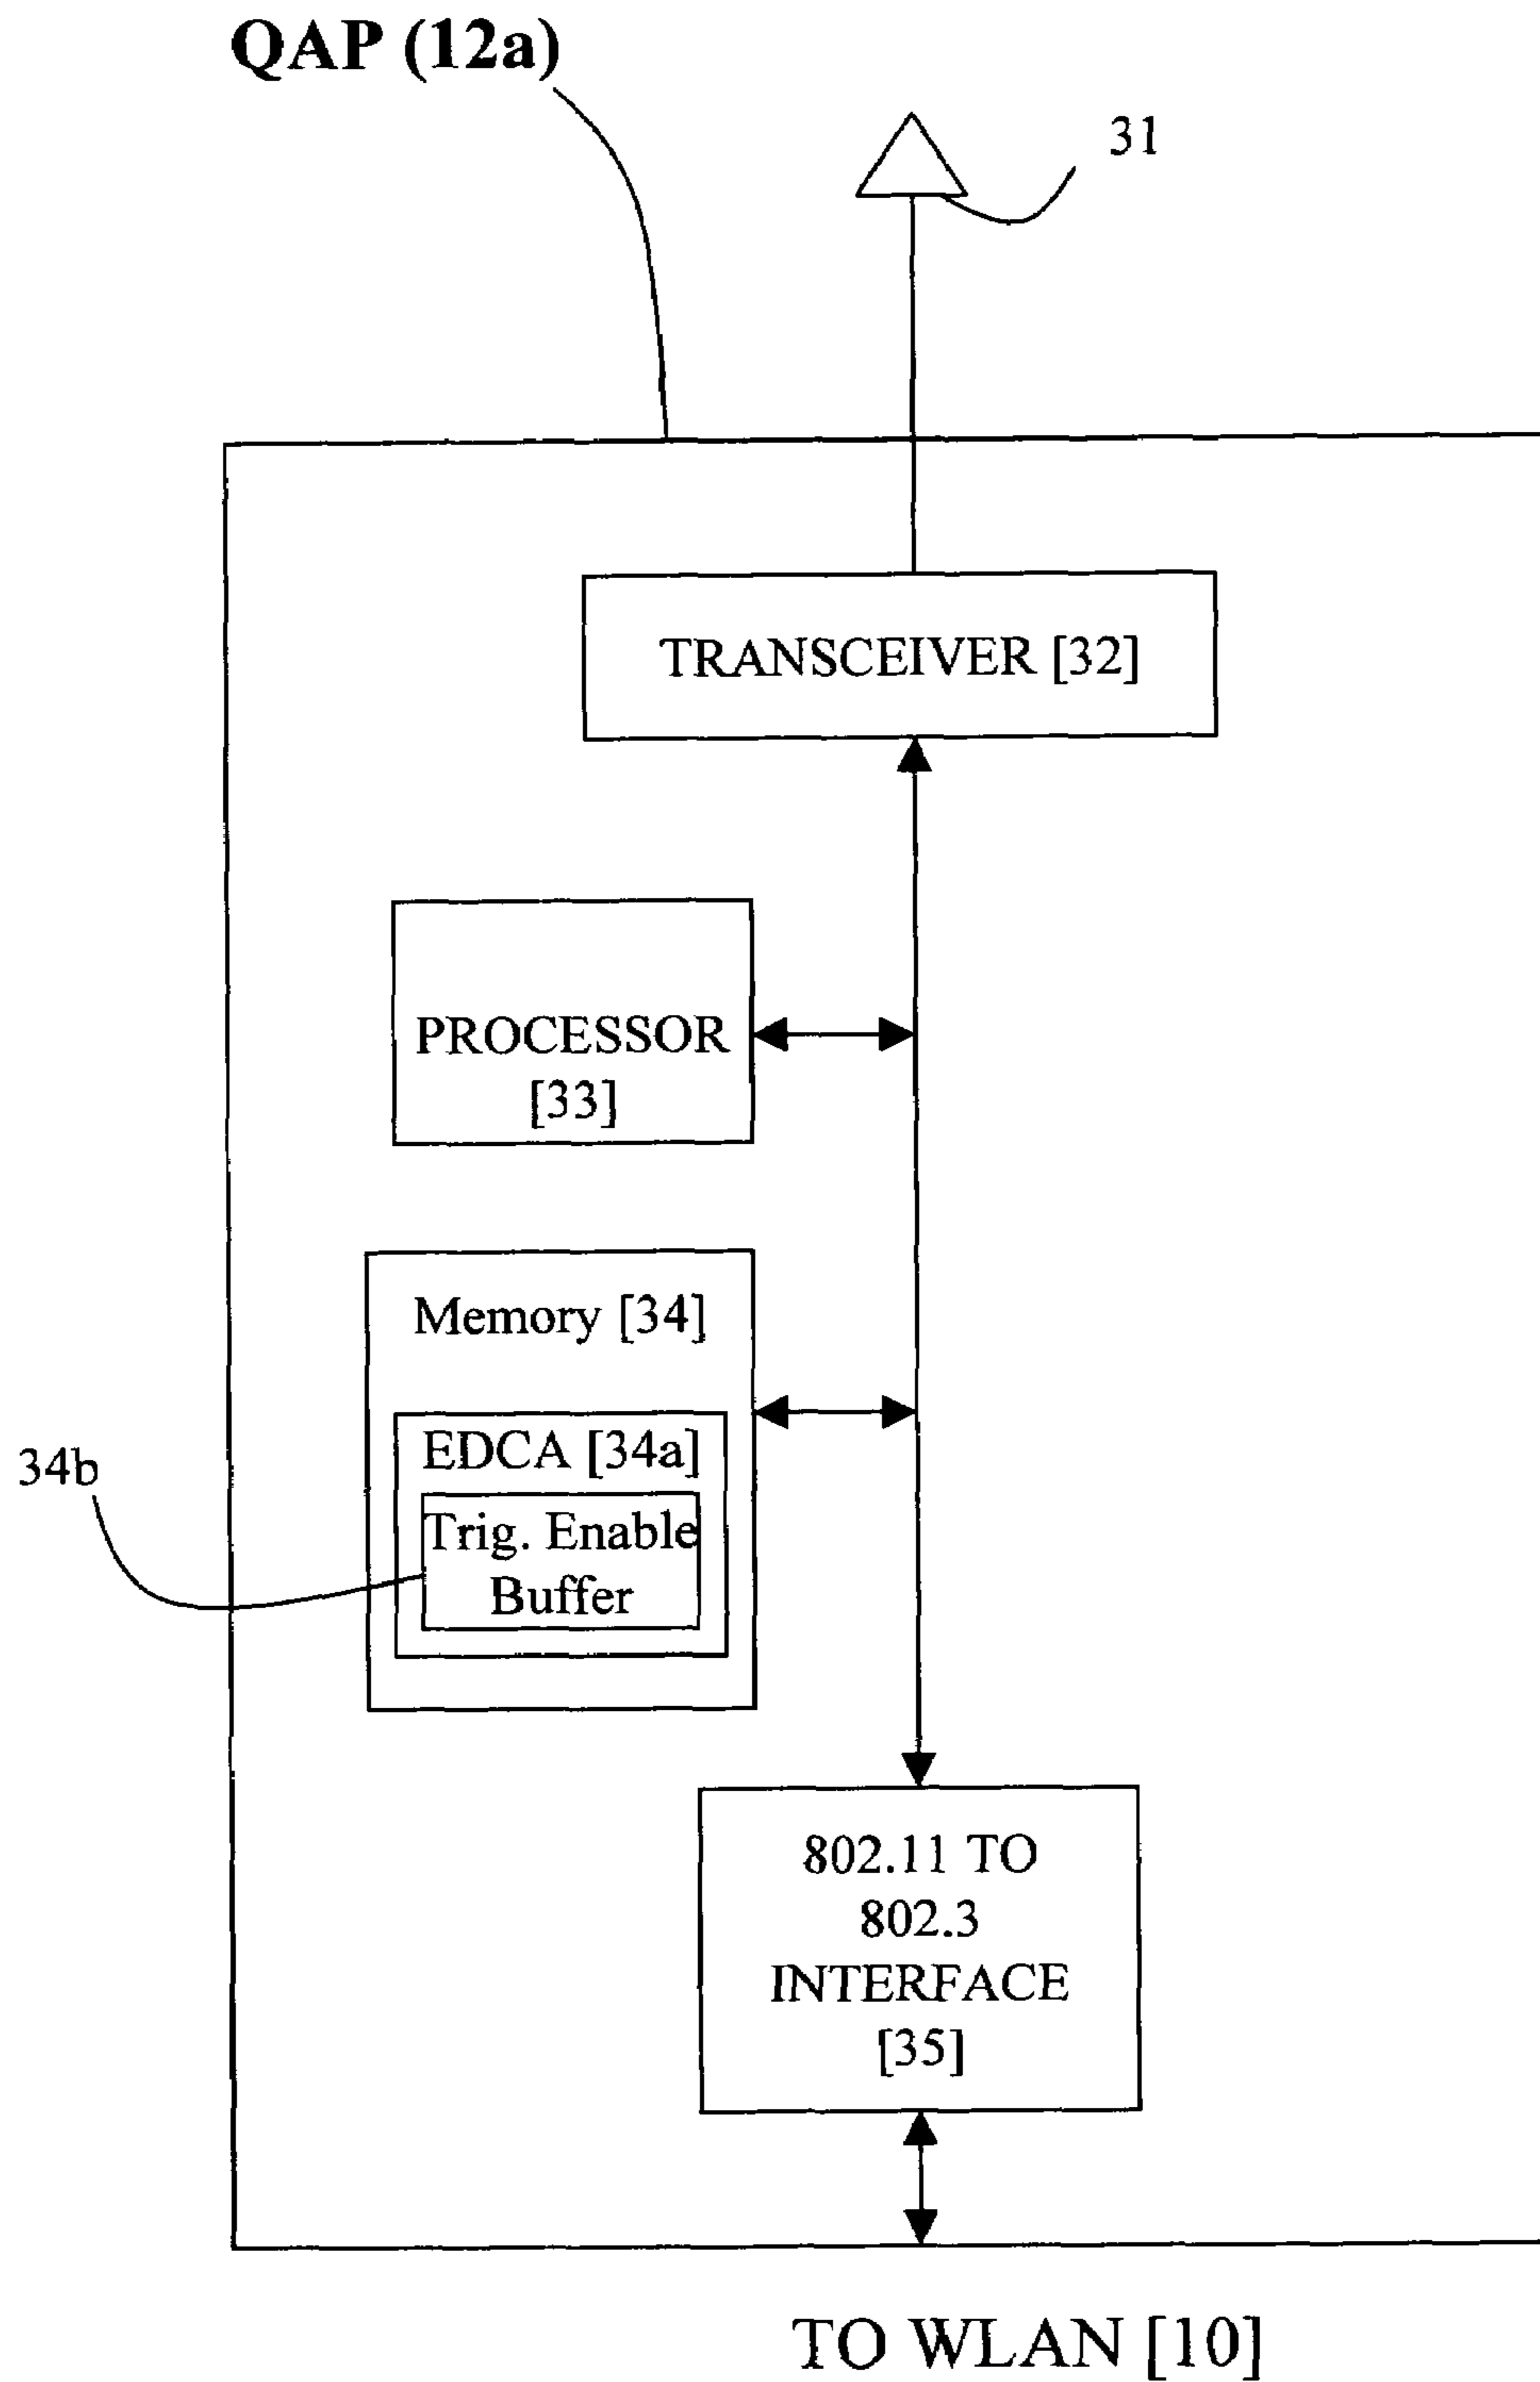 QAP (12a)
31
TRANSCEIVER [32]
PROCESSOR
[33]
Memory [34]
EDCA [34a]
34b
Trig. Enable
Buffer
802.11 TO
802.3
INTERFACE
[35]
TO WLAN [10]